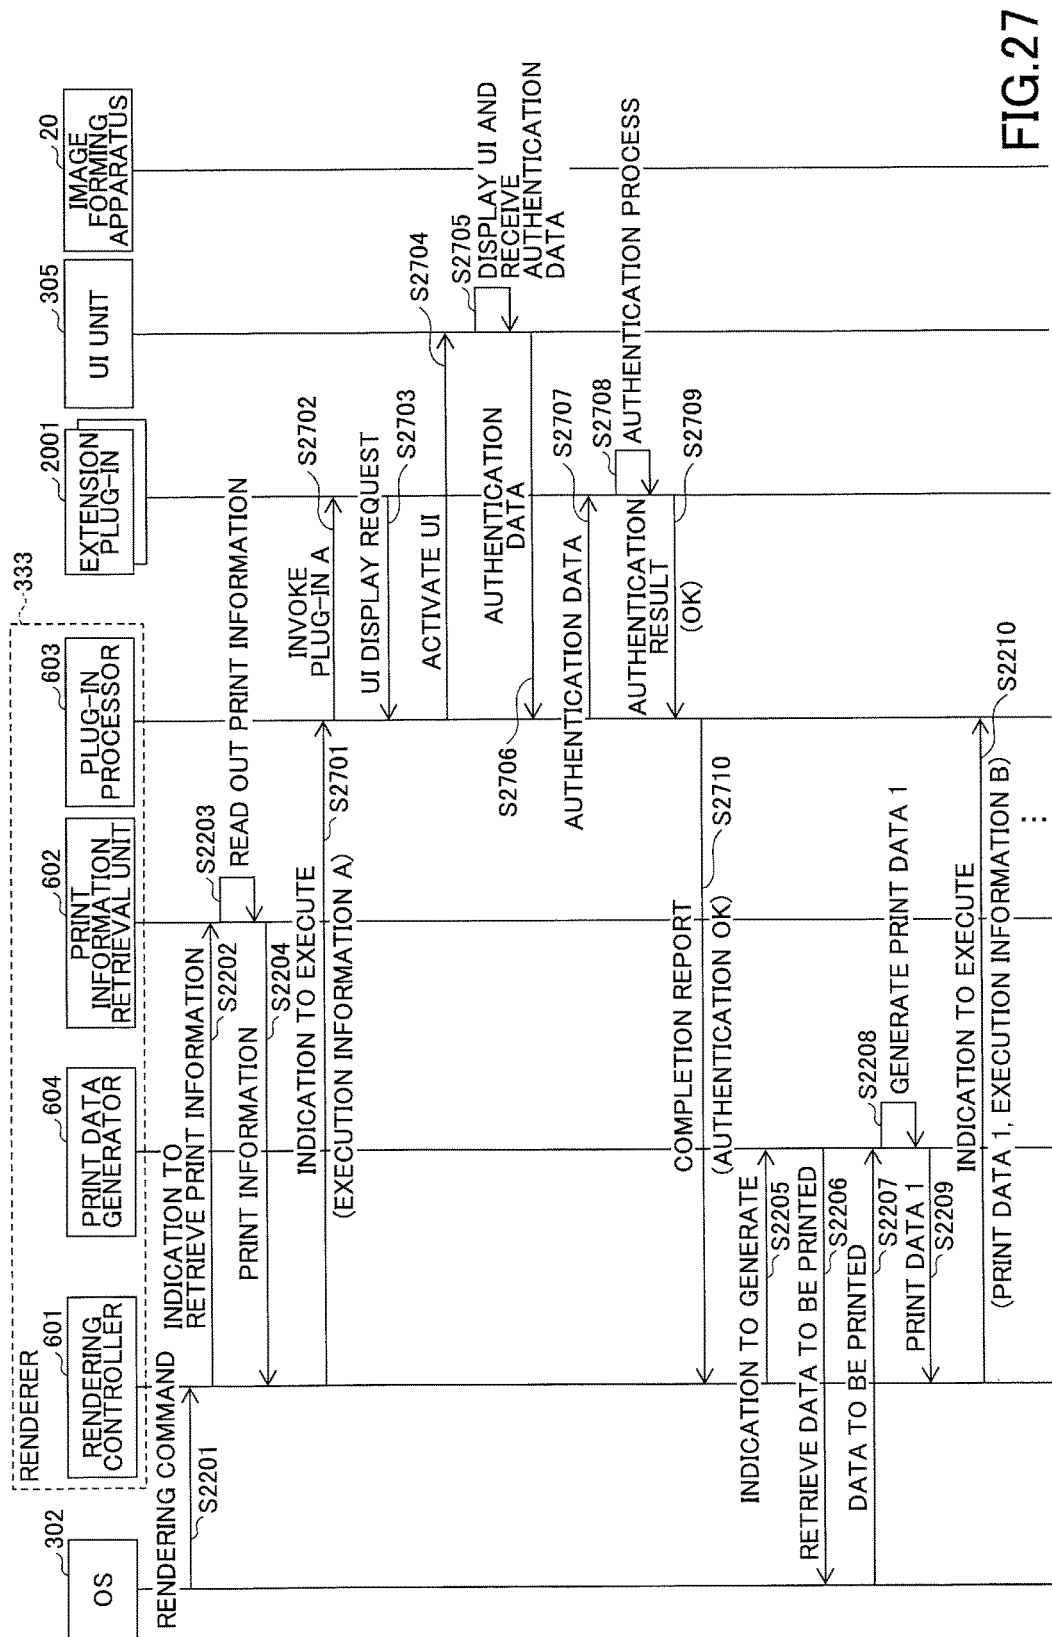 FIG.27
302
OS
RENDERER
333
601
RENDERING
CONTROLLER
604
PRINT DATA
GENERATOR
602
PRINT
INFORMATION
RETRIEVAL UNIT
603
PLUG-IN
PROCESSOR
2001
EXTENSION
PLUG-IN
305
UI UNIT
20
IMAGE
FORMING
APPARATUS
RENDERING COMMAND
S2201
INDICATION TO
RETRIEVE PRINT INFORMATION
S2202
S2203
READ OUT PRINT INFORMATION
PRINT INFORMATION
S2204
INDICATION TO EXECUTE
(EXECUTION INFORMATION A)
S2701
INVOKE
PLUG-IN A
S2702
UI DISPLAY REQUEST
S2703
ACTIVATE UI
S2704
S2705
DISPLAY UI AND
RECEIVE
AUTHENTICATION
DATA
AUTHENTICATION
DATA
S2706
AUTHENTICATION DATA
S2707
S2708
AUTHENTICATION PROCESS
AUTHENTICATION
RESULT
(OK)
S2709
COMPLETION REPORT
(AUTHENTICATION OK)
S2710
INDICATION TO GENERATE
S2205
RETRIEVE DATA TO BE PRINTED
S2206
DATA TO BE PRINTED
S2207
S2208
GENERATE PRINT DATA 1
PRINT DATA 1
S2209
INDICATION TO EXECUTE
(PRINT DATA 1, EXECUTION INFORMATION B)
S2210
...